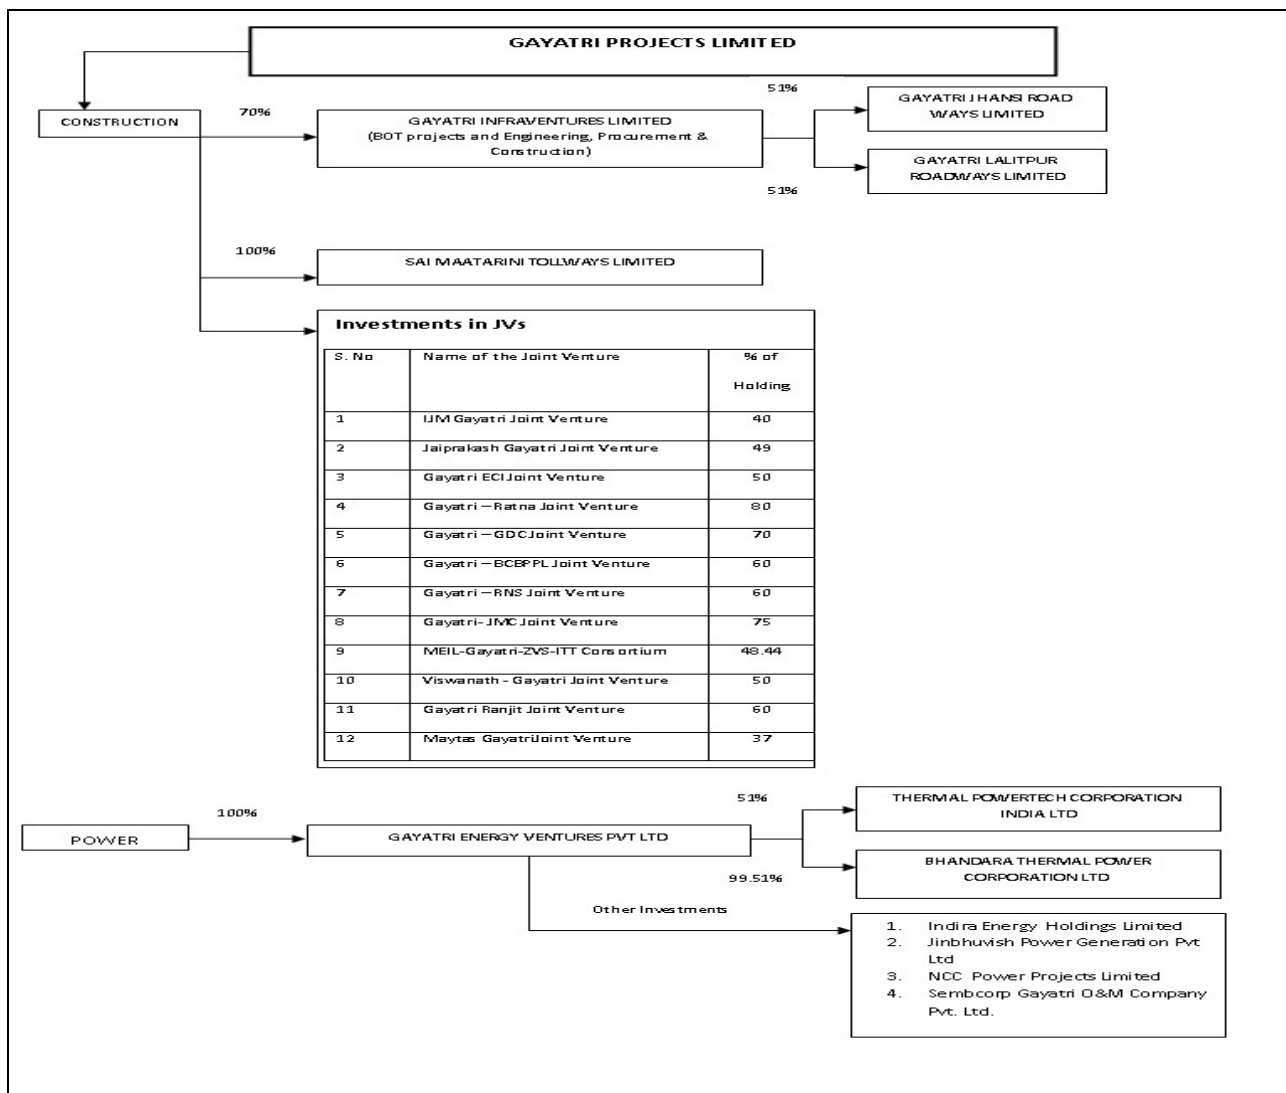 GAYATRI PROJECTS LIMITED
CONSTRUCTION
70%
GAYATRI INFRAVENTURES LIMITED
(BOT projects and Engineering, Procurement &
Construction)
51%
GAYATRI JHANSI ROAD
WAYS LIMITED
GAYATRI LALITPUR
ROADWAYS LIMITED
51%
100%
SAI MAATARINI TOLLWAYS LIMITED
Investments in JVs
S. No Name of the Joint Venture % of
Holding
1 IJM Gayatri Joint Venture 40
2 Jaiprakash Gayatri Joint Venture 49
3 Gayatri ECI Joint Venture 50
4 Gayatri – Ratna Joint Venture 80
5 Gayatri – GDC Joint Venture 70
6 Gayatri – BCBPPL Joint Venture 60
7 Gayatri – RNS Joint Venture 60
8 Gayatri- JMC Joint Venture 75
9 MEIL-Gayatri-ZVS-ITT Consortium 48.44
10 Viswanath - Gayatri Joint Venture 50
11 Gayatri Ranjit Joint Venture 60
12 Maytas GayatriJoint Venture 37
POWER
100%
GAYATRI ENERGY VENTURES PVT LTD
51%
THERMAL POWERTECH CORPORATION
INDIA LTD
BHANDARA THERMAL POWER
CORPORATION LTD
99.51%
Other Investments
1. Indira Energy Holdings Limited
2. Jinbhuvish Power Generation Pvt
Ltd
3. NCC Power Projects Limited
4. Sembcorp Gayatri O&M Company
Pvt. Ltd.